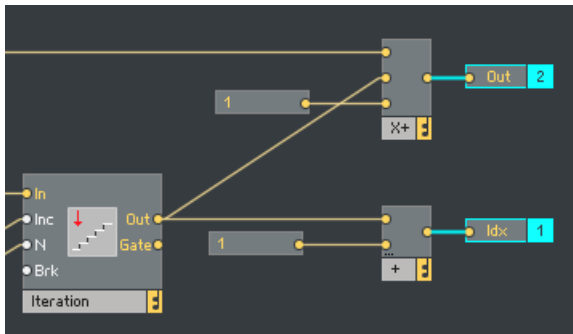 Out 2
1
X+
In
Inc
Out
N
Gate
Brk
Iteration
1
Idx 1
...
+